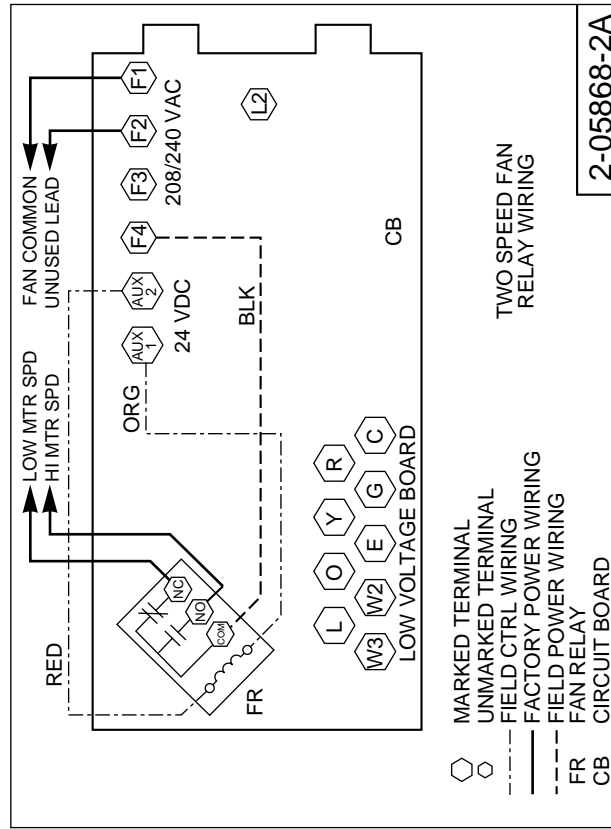 FAN COMMON
UNUSED LEAD
LOW MTR SPD
HI MTR SPD
RED
ORG
AUX 1
AUX 2
F4
F3
F2
F1
24 VDC
208/240 VAC
BLK
L2
NC
NO
COM
FR
CB
L
O
Y
R
W3
W2
E
G
C
LOW VOLTAGE BOARD
MARKED TERMINAL
UNMARKED TERMINAL
FIELD CTRL WIRING
FACTORY POWER WIRING
FIELD POWER WIRING
FR FAN RELAY
CB CIRCUIT BOARD
TWO SPEED FAN
RELAY WIRING
2-05868-2A